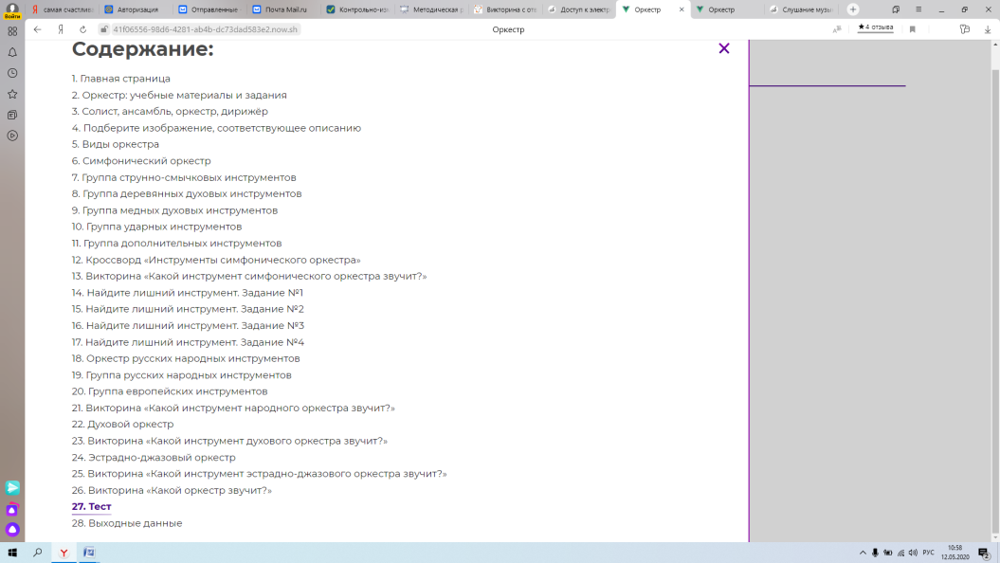 самая счастлив
Авторизация
Отправленные
Почта Mail.ru
Контрольно-из
Методическая р
Викторина с от
Доступ к электр
Оркестр
Оркестр
Слушание музы
Войти
41f06556-98d6-4281-ab4b-dc73dad583e2.now.sh
Оркестр
★4 отзыва
Содержание:
1. Главная страница
2. Оркестр: учебные материалы и задания
3. Солист, ансамбль, оркестр, дирижёр
4. Подберите изображение, соответствующее описанию
5. Виды оркестра
6. Симфонический оркестр
7. Группа струнно-смычковых инструментов
8. Группа деревянных духовых инструментов
9. Группа медных духовых инструментов
10. Группа ударных инструментов
11. Группа дополнительных инструментов
12. Кроссворд «Инструменты симфонического оркестра»
13. Викторина «Какой инструмент симфонического оркестра звучит?»
14. Найдите лишний инструмент. Задание №1
15. Найдите лишний инструмент. Задание №2
16. Найдите лишний инструмент. Задание №3
17. Найдите лишний инструмент. Задание №4
18. Оркестр русских народных инструментов
19. Группа русских народных инструментов
20. Группа европейских инструментов
21. Викторина «Какой инструмент народного оркестра звучит?»
22. Духовой оркестр
23. Викторина «Какой инструмент духового оркестра звучит?»
24. Эстрадно-джазовый оркестр
25. Викторина «Какой инструмент эстрадно-джазового оркестра звучит?»
26. Викторина «Какой оркестр звучит?»
27. Тест
28. Выходные данные
РУС
10:58
12.05.2020
2